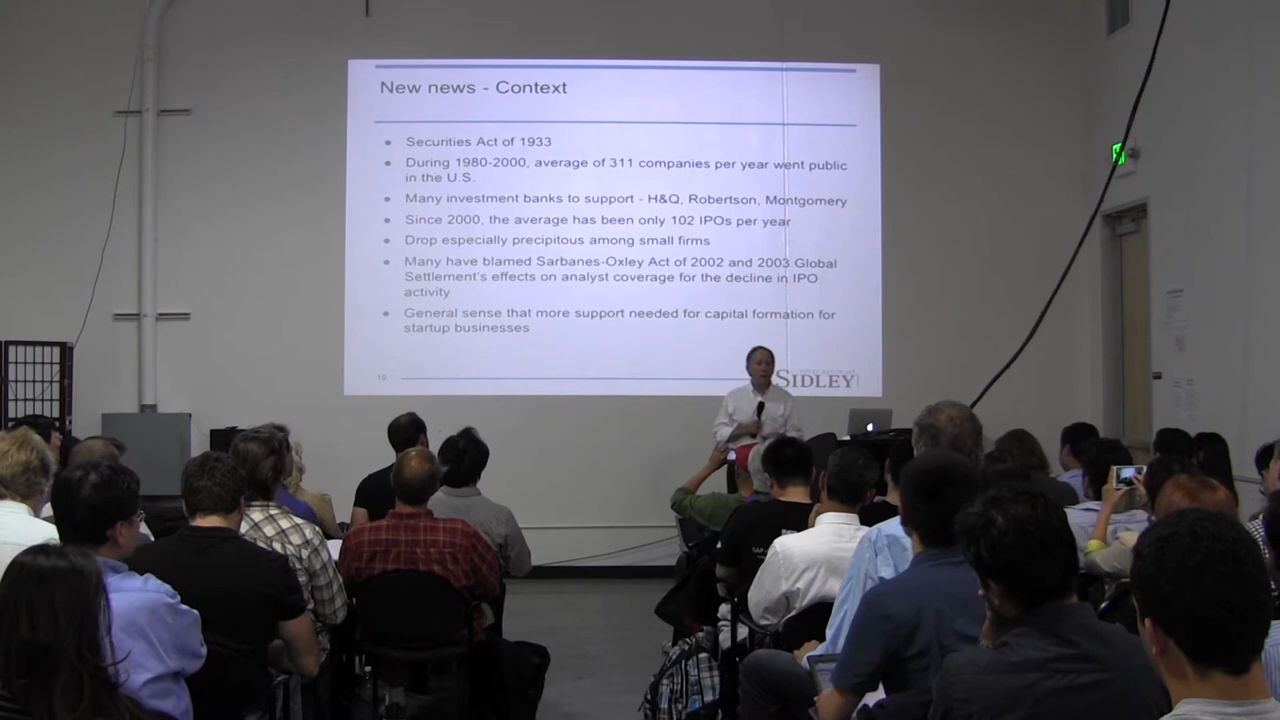 New news - Context
Securities Act of 1933
During 1980-2000, average of 311 companies per year went public
in the U.S.
Many investment banks to support - H&Q, Robertson, Montgomery
Since 2000, the average has been only 102 IPOs per year
Drop especially precipitous among small firms
Many have blamed Sarbanes-Oxley Act of 2002 and 2003 Global
Settlement's effects on analyst coverage for the decline in IPO
activity
General sense that more support needed for capital formation for
startup businesses
SIDLEY
EXIT
SAP